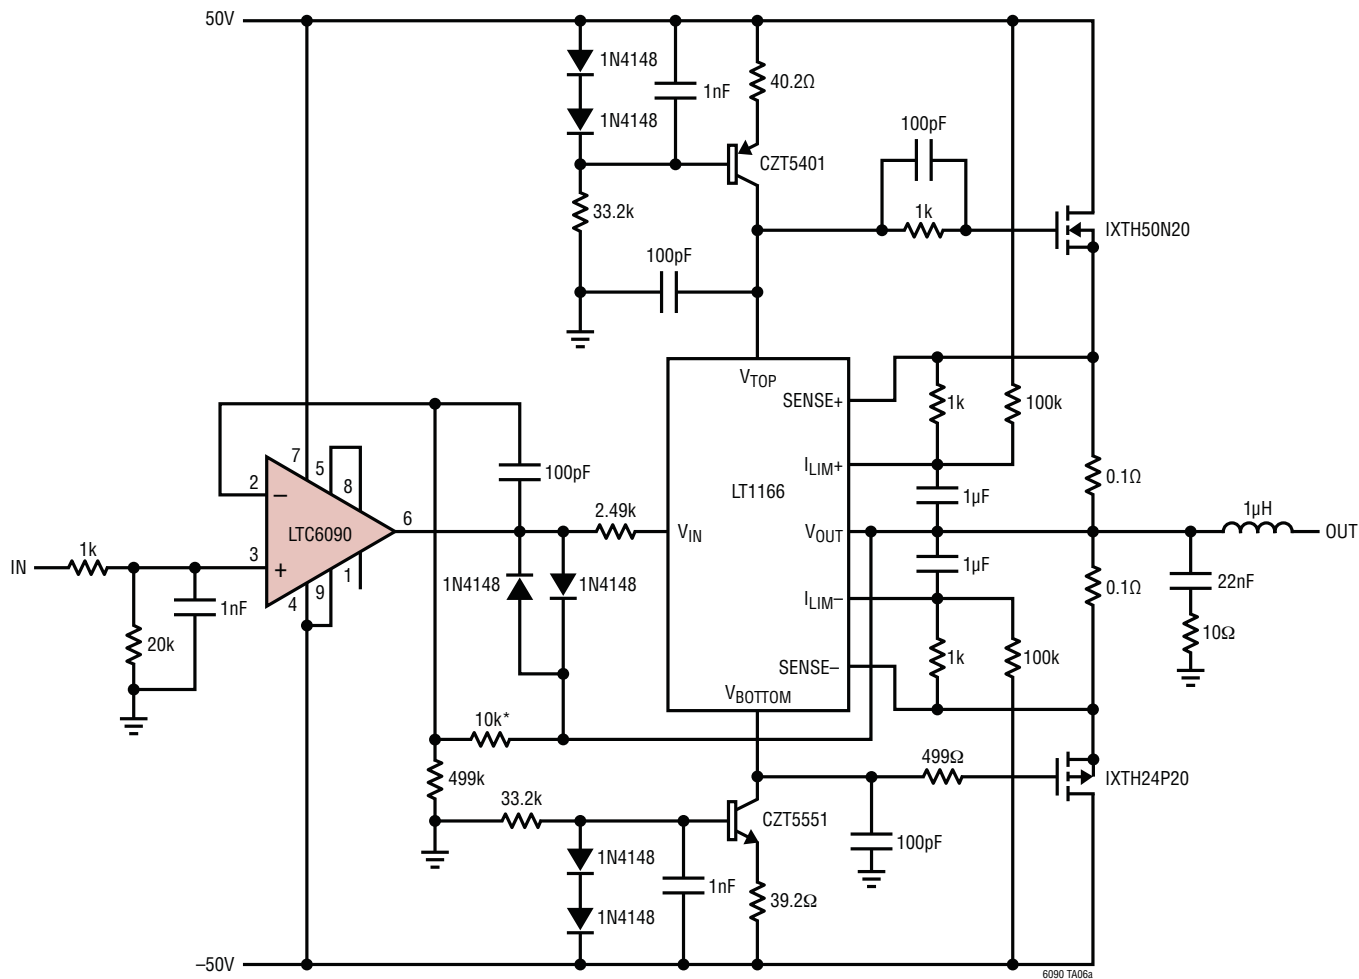 50V
1N4148
1nF
40.2Ω
1N4148
CZT5401
100pF
33.2k
1k
IXTH50N20
100pF
VTOP
SENSE+
1k
100k
7
5
8
2
–
LTC6090
6
100pF
ILIM+
LT1166
1µF
0.1Ω
2.49k
VIN
VOUT
1µH
OUT
IN
1k
3
+
4
9
1
1N4148
1N4148
1µF
0.1Ω
22nF
1nF
ILIM–
20k
10Ω
1k
100k
SENSE–
VBOTTOM
10k*
499Ω
IXTH24P20
499k
33.2k
CZT5551
100pF
1N4148
1nF
39.2Ω
1N4148
–50V
6090 TA06a